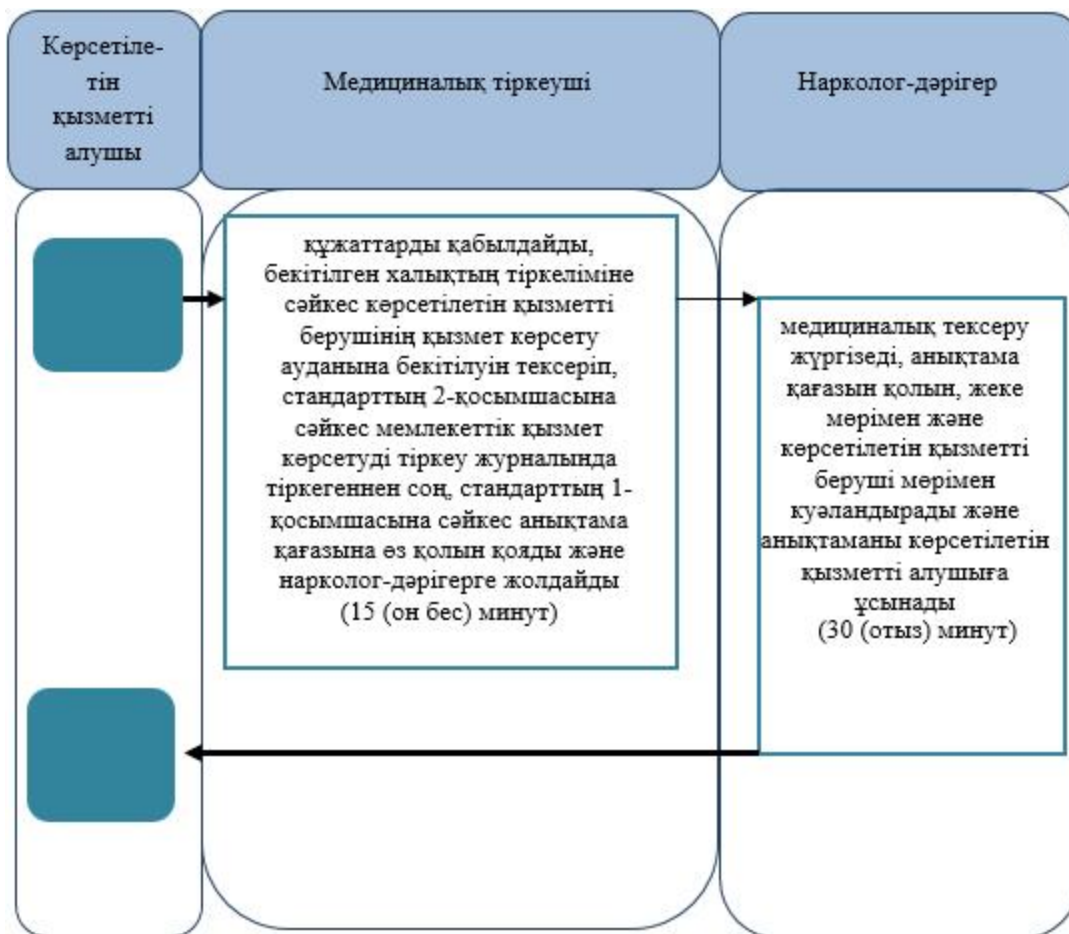 Көрсетіле-
тін
қызметті
алушы
Медициналық тіркеуші
Нарколог-дәрігер
құжаттарды қабылдайды,
бекітілген халықтың тіркеліміне
сәйкес көрсетілетін қызметті
берушінің қызмет көрсету
ауданына бекітілуін тексеріп,
стандарттың 2-қосымшасына
сәйкес мемлекеттік қызмет
көрсетуді тіркеу журналында
тіркегеннен соң, стандарттың 1-
қосымшасына сәйкес анықтама
қағазына өз қолын қояды және
нарколог-дәрігерге жолдайды
(15 (он бес) минут)
медициналық тексеру
жүргізеді, анықтама
қағазын қолын, жеке
мөрімен және
көрсетілетін қызметті
беруші мөрімен
куәландырады және
анықтаманы көрсетілетін
қызметті алушыға
ұсынады
(30 (отыз) минут)